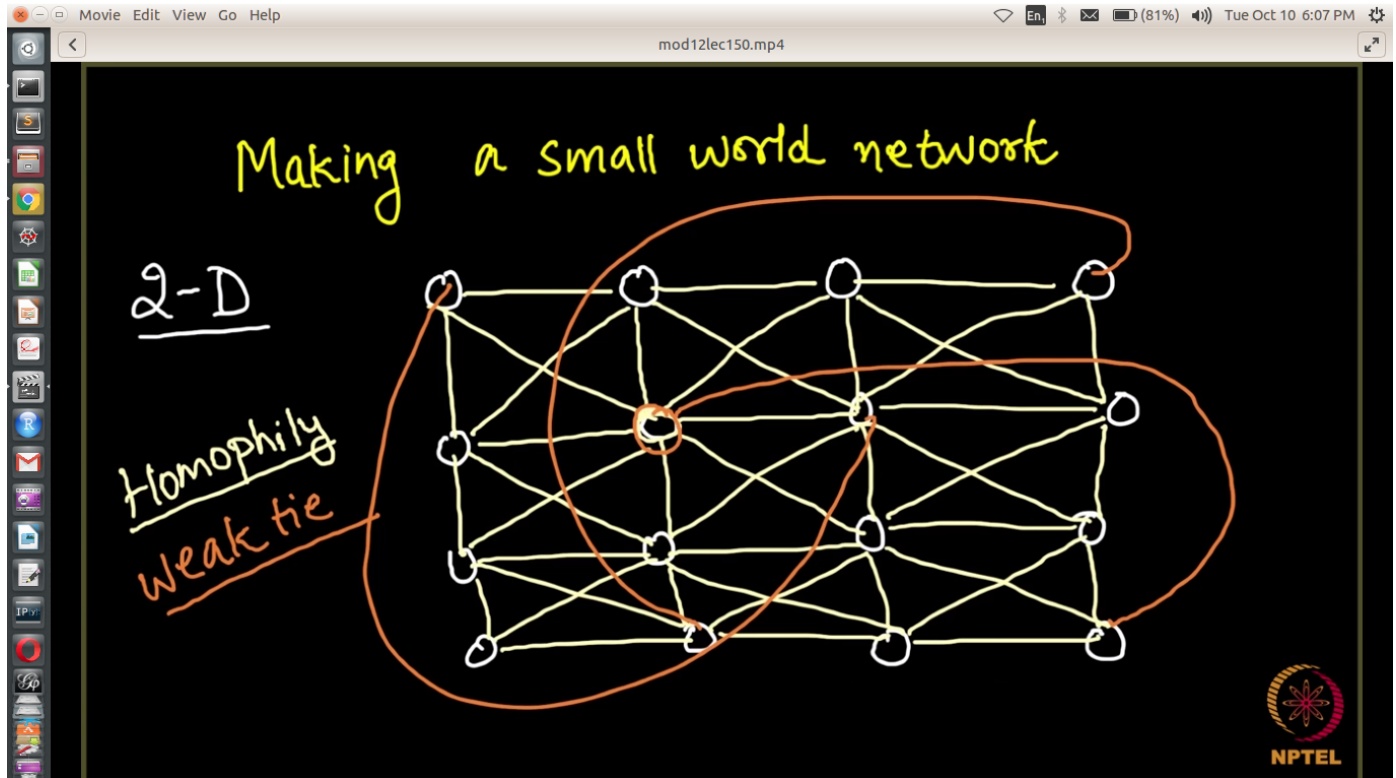 Movie Edit View Go Help
En1
(81%)
Tue Oct 10 6:07 PM
mod12lec150.mp4
Making a small world network
2-D
Homophily
weak tie
NPTEL